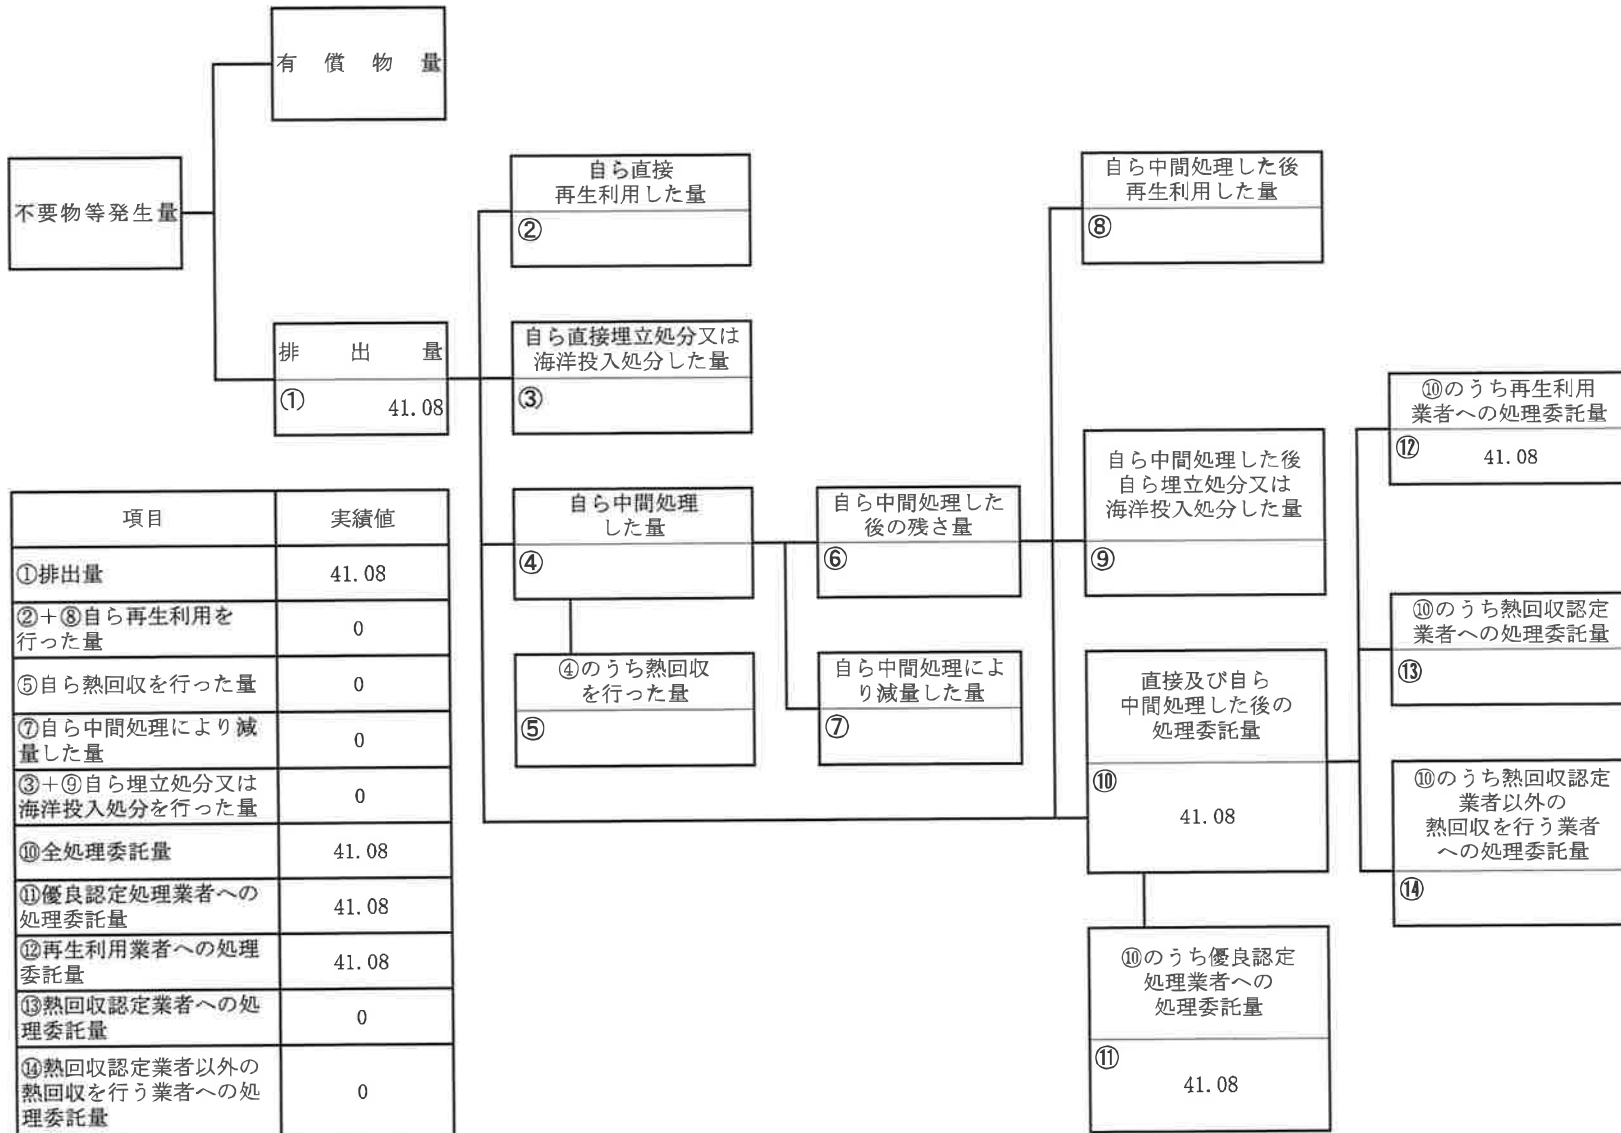 有償物量
不要物等発生量
排出量
①
41.08
自ら直接
再生利用した量
②
自ら直接埋立処分又は
海洋投入処分した量
③
自ら中間処理
した量
④
④のうち熱回収
を行った量
⑤
自ら中間処理した
後の残さ量
⑥
自ら中間処理によ
り減量した量
⑦
自ら中間処理した後
再生利用した量
⑧
自ら中間処理した後
自ら埋立処分又は
海洋投入処分した量
⑨
直接及び自ら
中間処理した後の
処理委託量
⑩
41.08
⑩のうち優良認定
処理業者への
処理委託量
⑪
41.08
⑩のうち再生利用
業者への処理委託量
⑫
41.08
⑩のうち熱回収認定
業者への処理委託量
⑬
⑩のうち熱回収認定
業者以外の
熱回収を行う業者
への処理委託量
⑭
項目 実績値
①排出量 41.08
②+⑧自ら再生利用を
行った量 0
⑤自ら熱回収を行った量 0
⑦自ら中間処理により減
量した量 0
③+⑨自ら埋立処分又は
海洋投入処分を行った量 0
⑩全処理委託量 41.08
⑪優良認定処理業者への
処理委託量 41.08
⑫再生利用業者への処理
委託量 41.08
⑬熱回収認定業者への処
理委託量 0
⑭熱回収認定業者以外の
熱回収を行う業者への処
理委託量 0